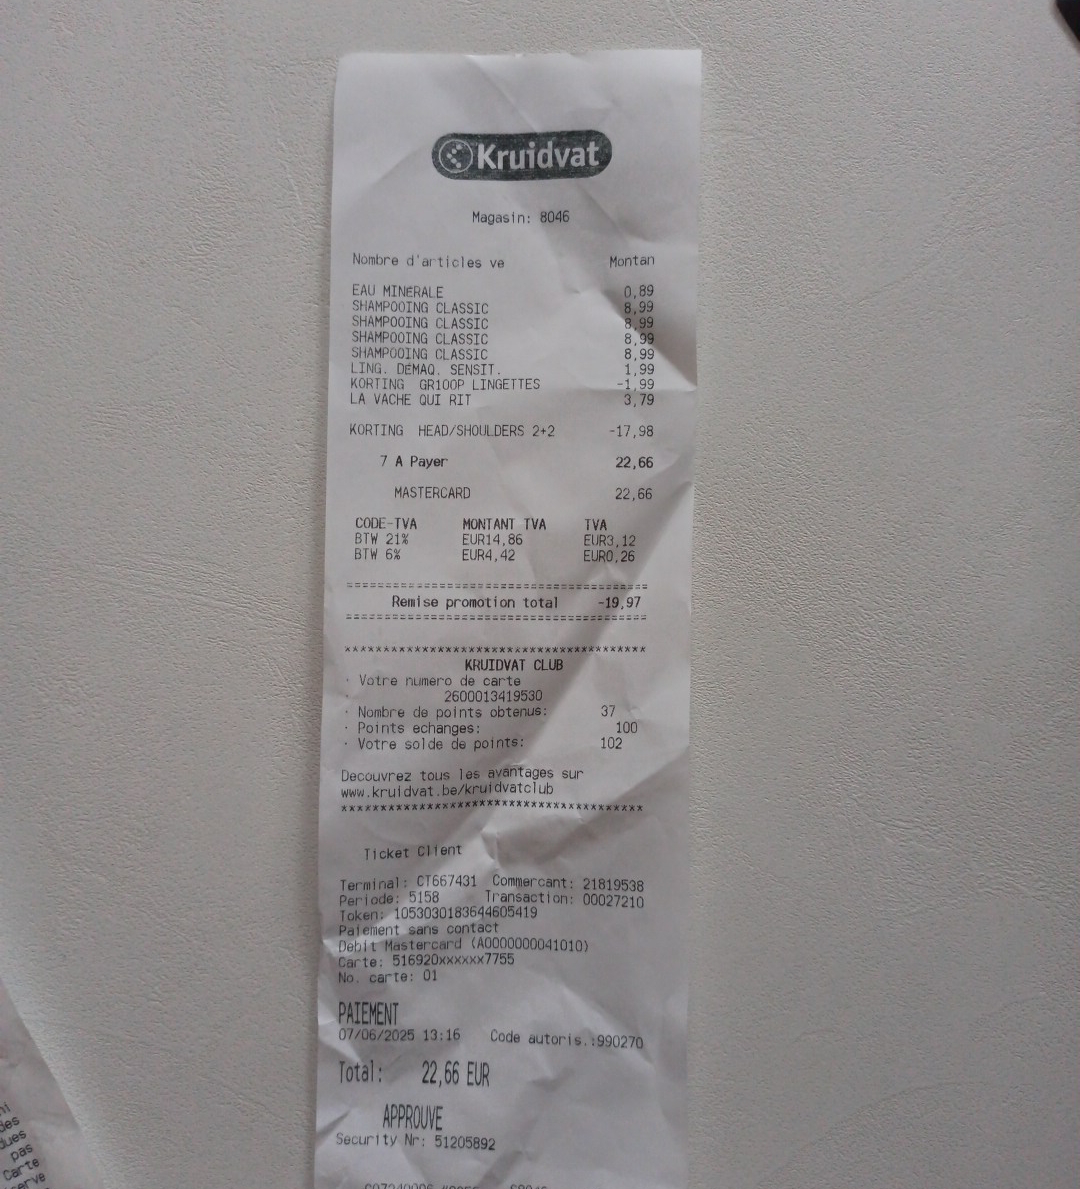 Kruidvat
Magasin: 8046
Nombre d'articles ve Montan
EAU MINERALE 0,89
SHAMPOOING CLASSIC 8,99
SHAMPOOING CLASSIC 8,99
SHAMPOOING CLASSIC 8,99
SHAMPOOING CLASSIC 8,99
LING. DEMAQ. SENSIT. 1,99
KORTING GR100P LINGETTES -1,99
LA VACHE QUI RIT 3,79
KORTING HEAD/SHOULDERS 2+2 -17,98
7 A Payer 22,66
MASTERCARD 22,66
CODE-TVA MONTANT TVA TVA
BTW 21% EUR14,86 EUR3,12
BTW 6% EUR4,42 EUR0,26
=======================================
Remise promotion total -19,97
=======================================
***************************************
KRUIDVAT CLUB
· Votre numero de carte
· 2600013419530
· Nombre de points obtenus: 37
· Points echanges: 100
· Votre solde de points: 102
Decouvrez tous les avantages sur
www.kruidvat.be/kruidvatclub
***************************************
Ticket Client
Terminal: CT667431 Commercant: 21819538
Periode: 5158 Transaction: 00027210
Token: 1053030183644605419
Paiement sans contact
Debit Mastercard (A0000000041010)
Carte: 516920xxxxxx7755
No. carte: 01
PAIEMENT
07/06/2025 13:16 Code autoris.:990270
Total: 22,66 EUR
APPROUVE
Security Nr: 51205892
des
dues
pas
Carte